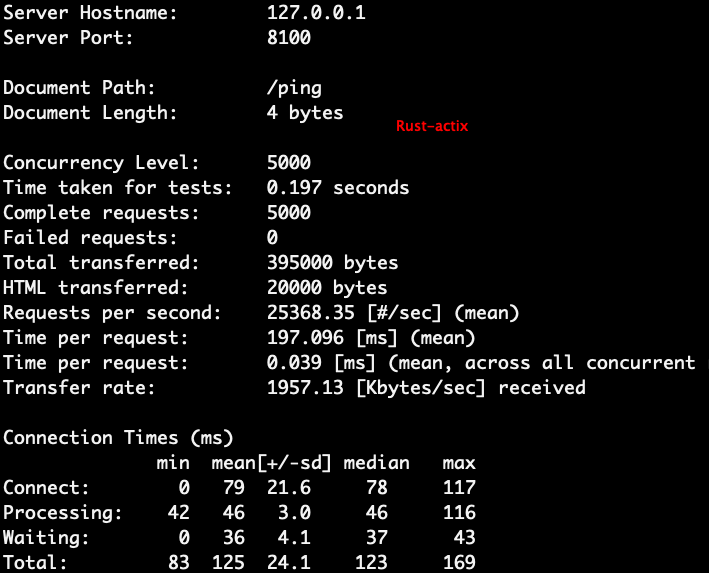 Server Hostname: 127.0.0.1
Server Port: 8100
Document Path: /ping
Document Length: 4 bytes
Rust-actix
Concurrency Level: 5000
Time taken for tests: 0.197 seconds
Complete requests: 5000
Failed requests: 0
Total transferred: 395000 bytes
HTML transferred: 20000 bytes
Requests per second: 25368.35 [#/sec] (mean)
Time per request: 197.096 [ms] (mean)
Time per request: 0.039 [ms] (mean, across all concurrent
Transfer rate: 1957.13 [Kbytes/sec] received
Connection Times (ms)
min mean[+/-sd] median max
Connect: 0 79 21.6 78 117
Processing: 42 46 3.0 46 116
Waiting: 0 36 4.1 37 43
Total: 83 125 24.1 123 169